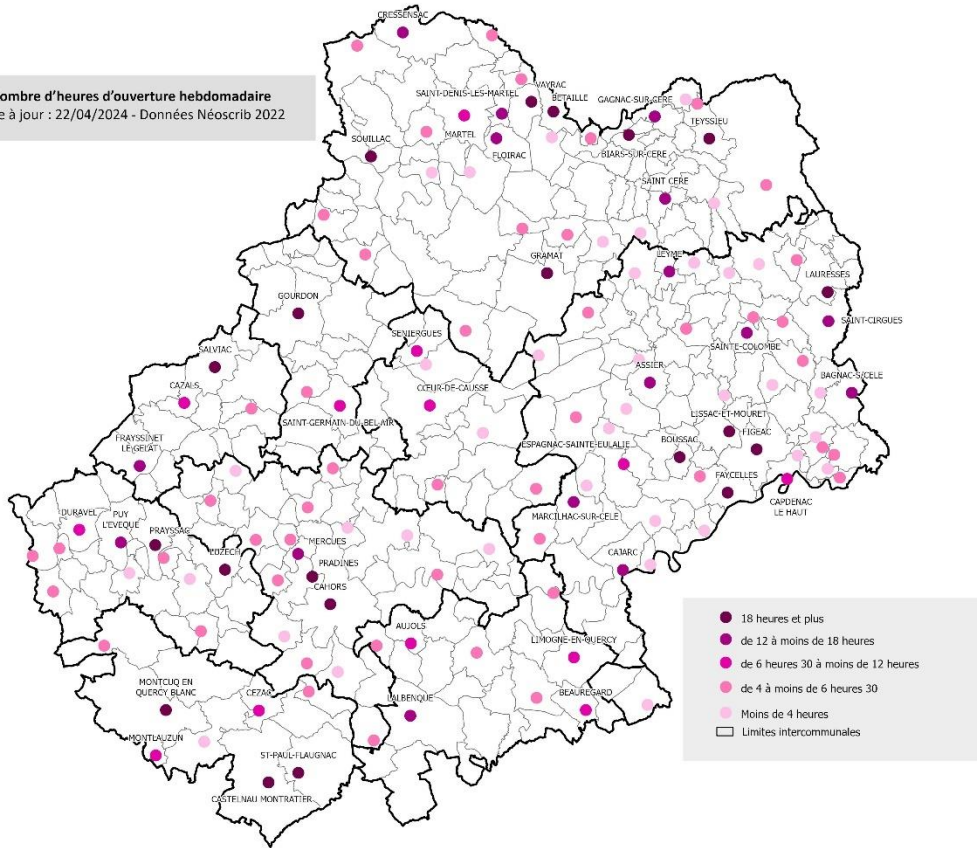 ombre d'heures d'ouverture hebdomadaire
e à jour : 22/04/2024 - Données Néoscrib 2022
CRESSENSAC
VAYRAC
SAINT-DENIS-LES-MARTEL
BETAILLE
GAGNAC-SUR-CERE
TEYSSIEU
SOUILLAC
MARTEL
FLOIRAC
BIARS-SUR-CERE
SAINT CERE
GRAMAT
LEYME
LAURESSES
GOURDON
SAINT-CIRGUES
SENIERGUES
SAINTE-COLOMBE
SALVIAC
ASSIER
BAGNAC-S/CELE
CAZALS
CŒUR-DE-CAUSSE
LISSAC-ET-MOURET
SAINT-GERMAIN-DU-BEL-AIR
FIGEAC
FRAYSSINET
LE GELAT
ESPAGNAC-SAINTE-EULALIE
BOUSSAC
FAYCELLES
CAPDENAC
LE HAUT
DURAVEL
PUY
L'EVEQUE
PRAYSSAC
MARCILHAC-SUR-CELE
MERCUES
LUZECH
CAJARC
PRADINES
CAHORS
AUJOLS
LIMOGNE-EN-QUERCY
MONTCUQ EN
QUERCY BLANC
CEZAC
LALBENQUE
BEAUREGARD
MONTLAUZUN
ST-PAUL-FLAUGNAC
CASTELNAU MONTRATIER
18 heures et plus
de 12 à moins de 18 heures
de 6 heures 30 à moins de 12 heures
de 4 à moins de 6 heures 30
Moins de 4 heures
Limites intercommunales